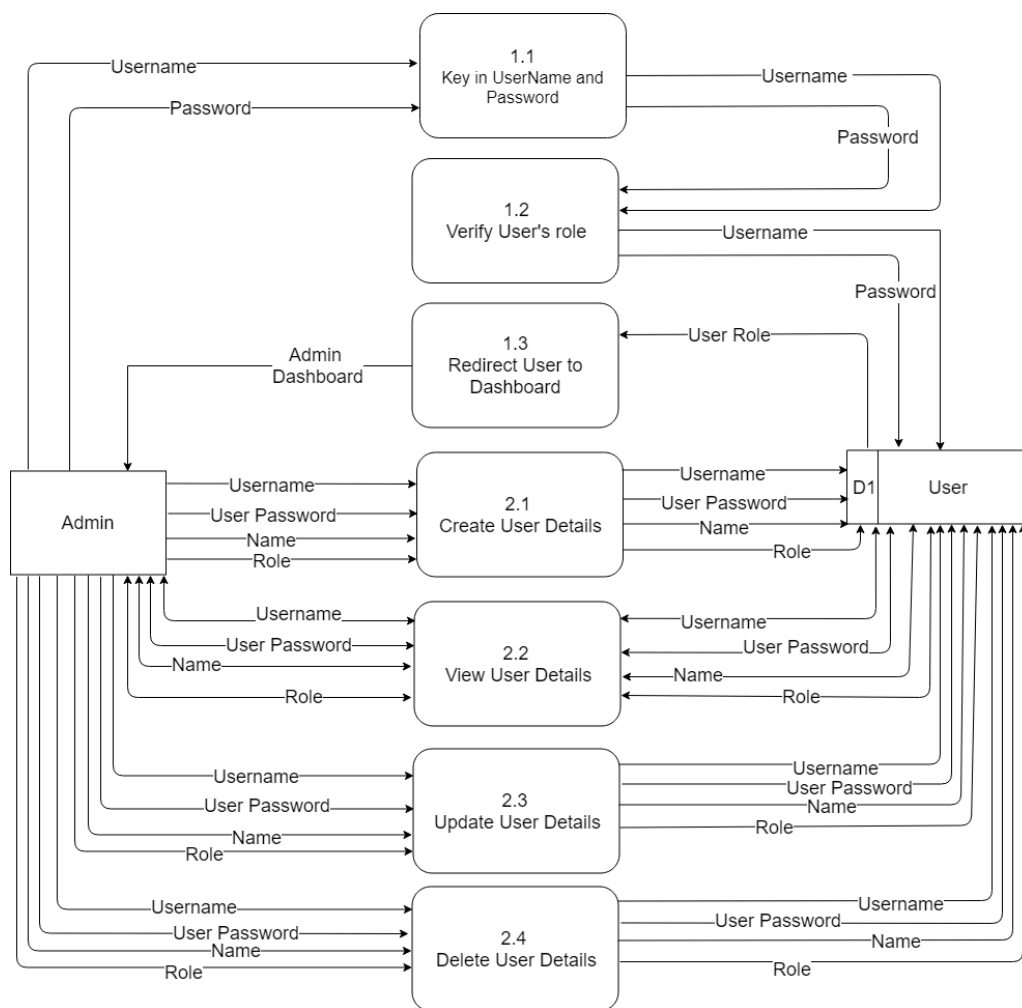 1.1
Username
Key in UserName and
Password
Username
Password
Password
1.2
Verify User's role
Username
Password
1.3
Redirect User to
Dashboard
User Role
Admin
Dashboard
Admin
D1
User
2.1
Create User Details
Username
User Password
Name
Role
Username
User Password
Name
Role
2.2
View User Details
Username
User Password
Name
Role
Username
User Password
Name
Role
2.3
Update User Details
Username
User Password
Name
Role
Username
User Password
Name
Role
2.4
Delete User Details
Username
User Password
Name
Role
Username
User Password
Name
Role